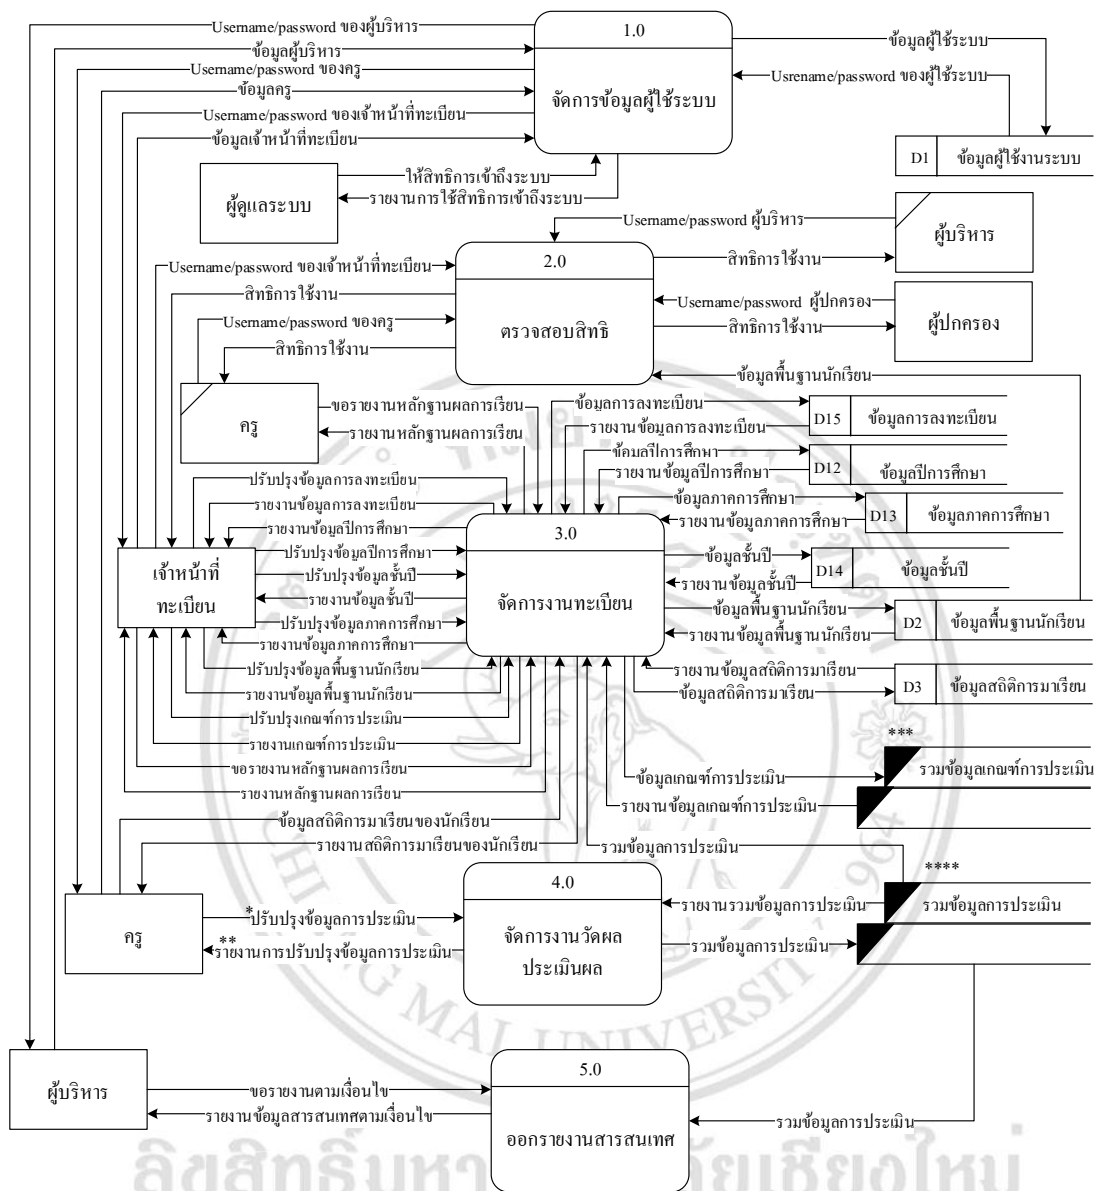 Username/password ของผู้บริหาร
ข้อมูลผู้บริหาร
Username/password ของครู
ข้อมูลครู
Username/password ของเจ้าหน้าที่ทะเบียน
ข้อมูลเจ้าหน้าที่ทะเบียน
1.0
จัดการข้อมูลผู้ใช้ระบบ
ข้อมูลผู้ใช้ระบบ
Usrename/password ของผู้ใช้ระบบ
D1 ข้อมูลผู้ใช้งานระบบ
ผู้ดูแลระบบ
ให้สิทธิการเข้าถึงระบบ
รายงานการใช้สิทธิการเข้าถึงระบบ
Username/password ผู้บริหาร
ผู้บริหาร
Username/password ของเจ้าหน้าที่ทะเบียน
สิทธิการใช้งาน
Username/password ของครู
สิทธิการใช้งาน
2.0
ตรวจสอบสิทธิ
สิทธิการใช้งาน
Username/password ผู้ปกครอง
สิทธิการใช้งาน
ผู้ปกครอง
ข้อมูลพื้นฐานนักเรียน
ครู
ขอรายงานหลักฐานผลการเรียน
รายงานหลักฐานผลการเรียน
ข้อมูลการลงทะเบียน
รายงานข้อมูลการลงทะเบียน
D15 ข้อมูลการลงทะเบียน
ข้อมูลปีการศึกษา
รายงานข้อมูลปีการศึกษา
D12 ข้อมูลปีการศึกษา
ข้อมูลภาคการศึกษา
รายงานข้อมูลภาคการศึกษา
D13 ข้อมูลภาคการศึกษา
ปรับปรุงข้อมูลการลงทะเบียน
รายงานข้อมูลการลงทะเบียน
รายงานข้อมูลปีการศึกษา
ปรับปรุงข้อมูลปีการศึกษา
ปรับปรุงข้อมูลชั้นปี
รายงานข้อมูลชั้นปี
ปรับปรุงข้อมูลภาคการศึกษา
รายงานข้อมูลภาคการศึกษา
ปรับปรุงข้อมูลพื้นฐานนักเรียน
รายงานข้อมูลพื้นฐานนักเรียน
ปรับปรุงเกณฑ์การประเมิน
รายงานเกณฑ์การประเมิน
ขอรายงานหลักฐานผลการเรียน
รายงานหลักฐานผลการเรียน
เจ้าหน้าที่
ทะเบียน
3.0
จัดการงานทะเบียน
ข้อมูลชั้นปี
รายงานข้อมูลชั้นปี
D14 ข้อมูลชั้นปี
ข้อมูลพื้นฐานนักเรียน
รายงานข้อมูลพื้นฐานนักเรียน
D2 ข้อมูลพื้นฐานนักเรียน
รายงานข้อมูลสถิติการมาเรียน
ข้อมูลสถิติการมาเรียน
D3 ข้อมูลสถิติการมาเรียน
***
ข้อมูลเกณฑ์การประเมิน
รวมข้อมูลเกณฑ์การประเมิน
รายงานข้อมูลเกณฑ์การประเมิน
ข้อมูลสถิติการมาเรียนของนักเรียน
รายงานสถิติการมาเรียนของนักเรียน
รวมข้อมูลการประเมิน
****
4.0
จัดการงานวัดผล
ประเมินผล
รายงานรวมข้อมูลการประเมิน
รวมข้อมูลการประเมิน
รวมข้อมูลการประเมิน
ครู
*ปรับปรุงข้อมูลการประเมิน
**รายงานการปรับปรุงข้อมูลการประเมิน
ผู้บริหาร
ขอรายงานตามเงื่อนไข
รายงานข้อมูลสารสนเทศตามเงื่อนไข
5.0
ออกรายงานสารสนเทศ
รวมข้อมูลการประเมิน
CHIANG MAI UNIVERSITY 1964
ลิขสิทธิ์มหา ลัยเชียงใหม่